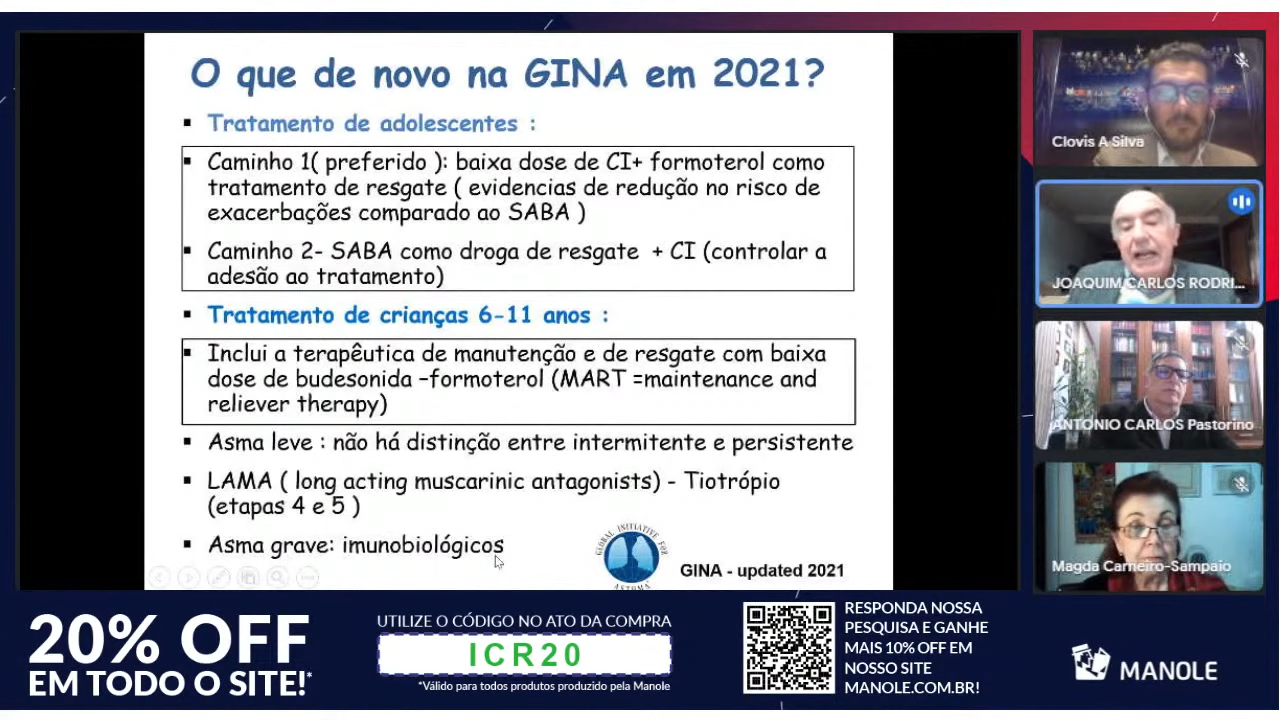 O que de novo na GINA em 2021?
▪ Tratamento de adolescentes :
▪ Caminho 1( preferido ): baixa dose de CI+ formoterol como
tratamento de resgate ( evidencias de redução no risco de
exacerbações comparado ao SABA )
▪ Caminho 2- SABA como droga de resgate + CI (controlar a
adesão ao tratamento)
▪ Tratamento de crianças 6-11 anos :
▪ Inclui a terapêutica de manutenção e de resgate com baixa
dose de budesonida –formoterol (MART =maintenance and
reliever therapy)
▪ Asma leve : não há distinção entre intermitente e persistente
▪ LAMA ( long acting muscarinic antagonists) - Tiotrópio
(etapas 4 e 5 )
▪ Asma grave: imunobiológicos
GLOBAL INITIATIVE FOR
ASTHMA
GINA - updated 2021
Clovis A Silva
JOAQUIM CARLOS RODRI...
ANTONIO CARLOS Pastorino
Magda Carneiro-Sampaio
20% OFF
EM TODO O SITE!*
UTILIZE O CÓDIGO NO ATO DA COMPRA
ICR20
*Válido para todos produtos produzido pela Manole
RESPONDA NOSSA
PESQUISA E GANHE
MAIS 10% OFF EM
NOSSO SITE
MANOLE.COM.BR!
MANOLE